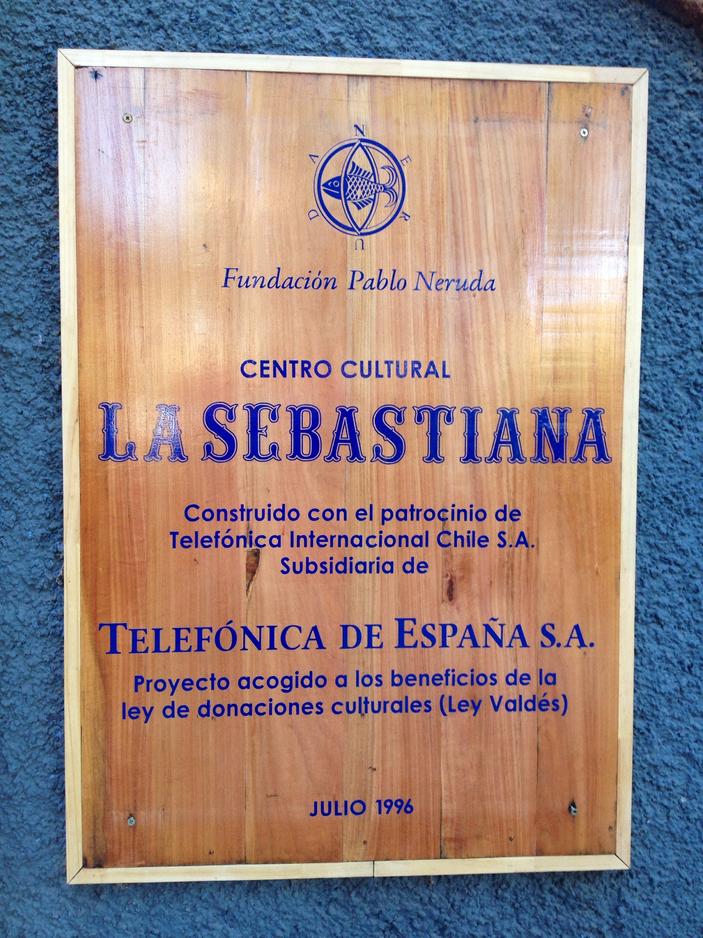 NERUDA
Fundación Pablo Neruda
CENTRO CULTURAL
LA SEBASTIANA
Construido con el patrocinio de
Telefónica Internacional Chile S.A.
Subsidiaria de
TELEFÓNICA DE ESPAÑA S.A.
Proyecto acogido a los beneficios de la
ley de donaciones culturales (Ley Valdés)
JULIO 1996